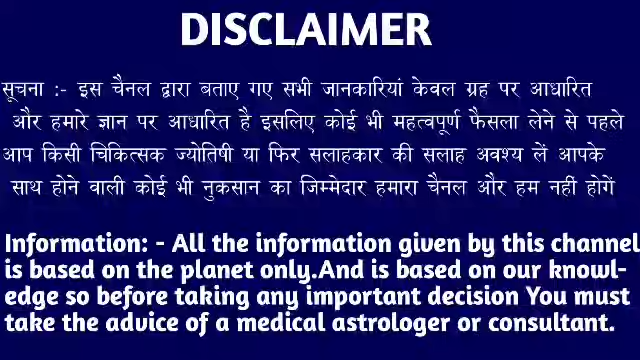 DISCLAIMER
सूचना :- इस चैनल द्वारा बताए गए सभी जानकारियां केवल ग्रह पर आधारित
और हमारे ज्ञान पर आधारित है इसलिए कोई भी महत्वपूर्ण फैसला लेने से पहले
आप किसी चिकित्सक ज्योतिषी या फिर सलाहकार की सलाह अवश्य लें आपके
साथ होने वाली कोई भी नुकसान का जिम्मेदार हमारा चैनल और हम नहीं होगें
Information: - All the information given by this channel
is based on the planet only.And is based on our knowl-
edge so before taking any important decision You must
take the advice of a medical astrologer or consultant.